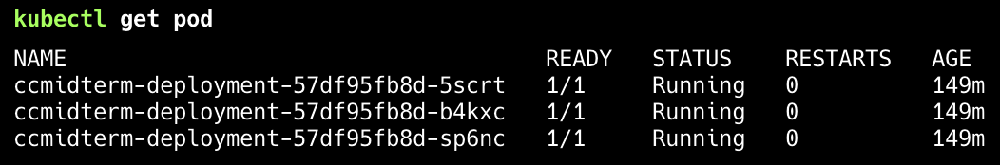 kubectl get pod
NAME READY STATUS RESTARTS AGE
ccmidterm-deployment-57df95fb8d-5scrt 1/1 Running 0 149m
ccmidterm-deployment-57df95fb8d-b4kxc 1/1 Running 0 149m
ccmidterm-deployment-57df95fb8d-sp6nc 1/1 Running 0 149m